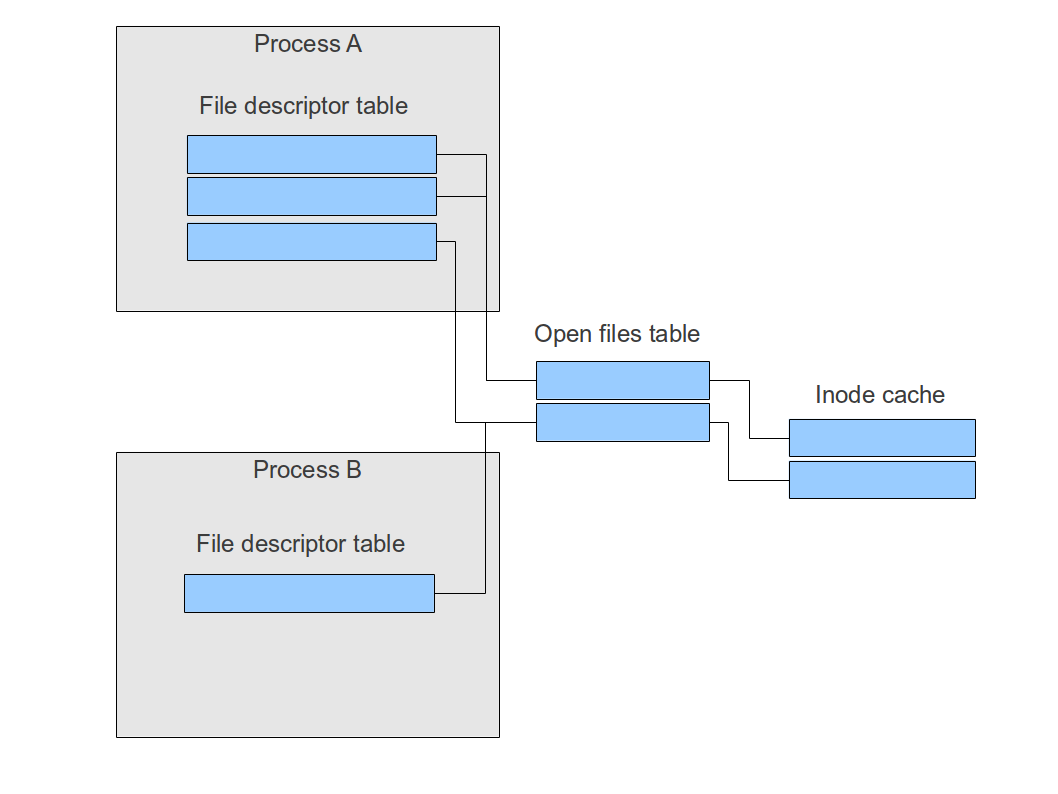 Process A
File descriptor table
Open files table
Inode cache
Process B
File descriptor table